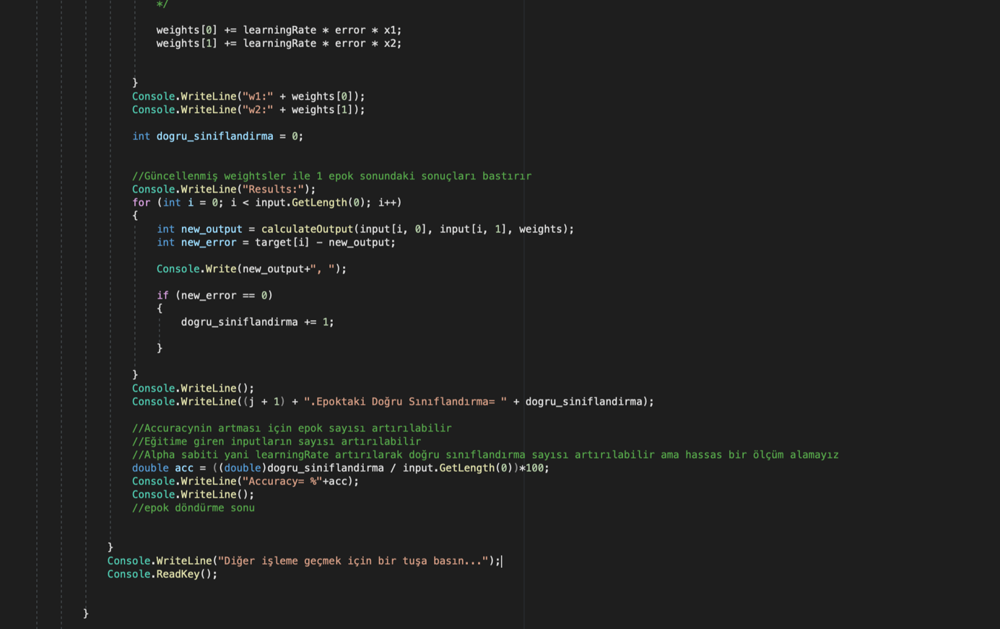 */
weights[0] += learningRate * error * x1;
weights[1] += learningRate * error * x2;
}
Console.WriteLine("w1:" + weights[0]);
Console.WriteLine("w2:" + weights[1]);
int dogru_siniflandirma = 0;
//Güncellenmiş weightsler ile 1 epok sonundaki sonuçları bastırır
Console.WriteLine("Results:");
for (int i = 0; i < input.GetLength(0); i++)
{
int new_output = calculateOutput(input[i, 0], input[i, 1], weights);
int new_error = target[i] - new_output;
Console.Write(new_output+", ");
if (new_error == 0)
{
dogru_siniflandirma += 1;
}
}
Console.WriteLine();
Console.WriteLine((j + 1) + ".Epoktaki Doğru Sınıflandırma= " + dogru_siniflandirma);
//Accuracynin artması için epok sayısı artırılabilir
//Eğitime giren inputların sayısı artırılabilir
//Alpha sabiti yani learningRate artırılarak doğru sınıflandırma sayısı artırılabilir ama hassas bir ölçüm alamayız
double acc = ((double)dogru_siniflandirma / input.GetLength(0))*100;
Console.WriteLine("Accuracy= %"+acc);
Console.WriteLine();
//epok döndürme sonu
}
Console.WriteLine("Diğer işleme geçmek için bir tuşa basın...");
Console.ReadKey();
}